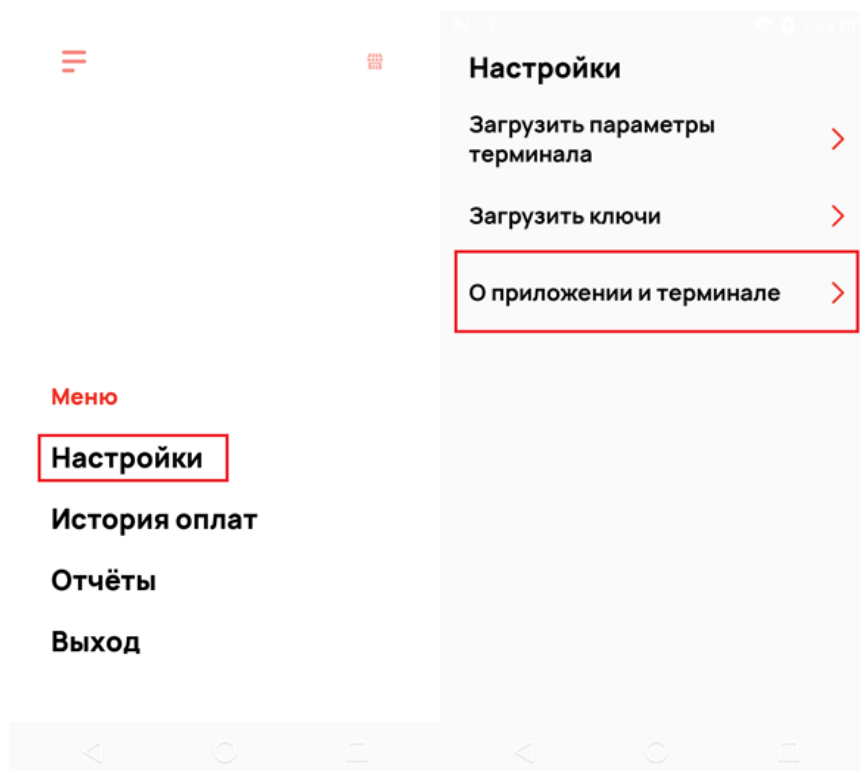 Меню
Настройки
История оплат
Отчёты
Выход
Настройки
Загрузить параметры
терминала
Загрузить ключи
О приложении и терминале